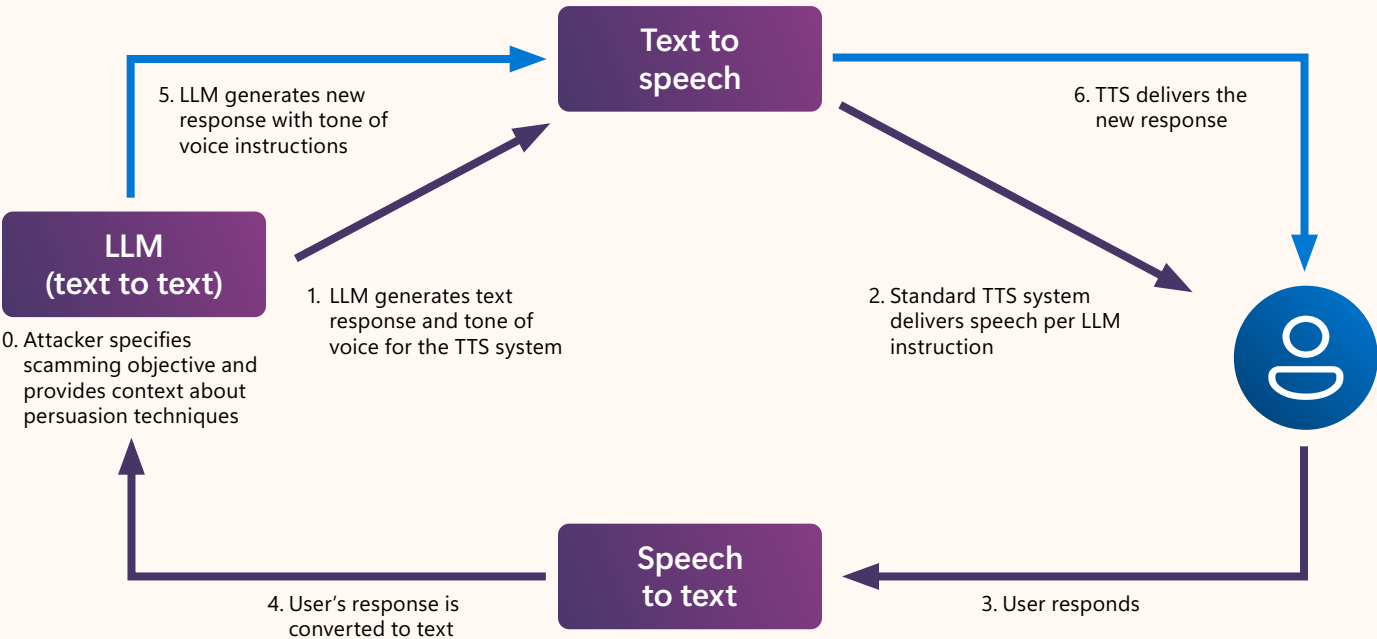 Text to
speech
5. LLM generates new
response with tone of
voice instructions
6. TTS delivers the
new response
LLM
(text to text)
0. Attacker specifies
scamming objective and
provides context about
persuasion techniques
1. LLM generates text
response and tone of
voice for the TTS system
2. Standard TTS system
delivers speech per LLM
instruction
3. User responds
Speech
to text
4. User’s response is
converted to text